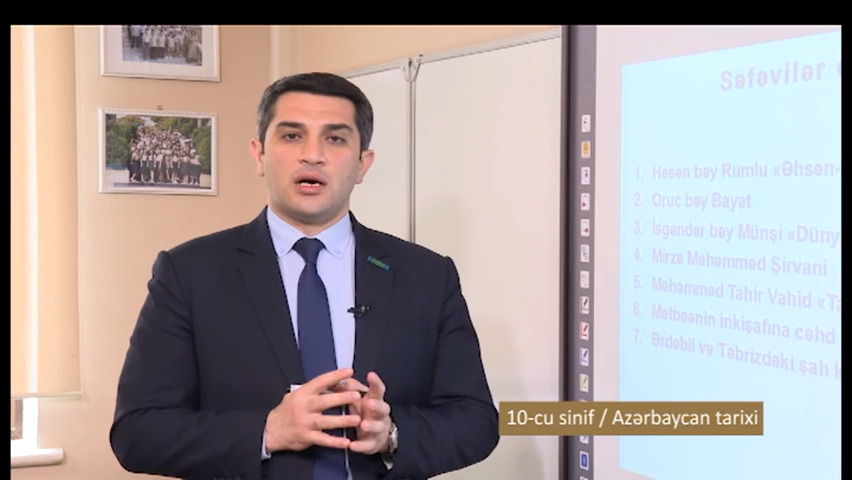 Səfəvilər
1. Həsən bəy Rumlu «Əhsən-
2. Oruc bəy Bayat
3. İsgəndər bəy Münşi «Düny
4. Mirzə Məhəmməd Şirvani
5. Məhəmməd Tahir Vahid «Ta
6. Mətbəənin inkişafına cəhd
7. Ərdəbil və Təbrizdəki şah k
10-cu sinif / Azərbaycan tarixi